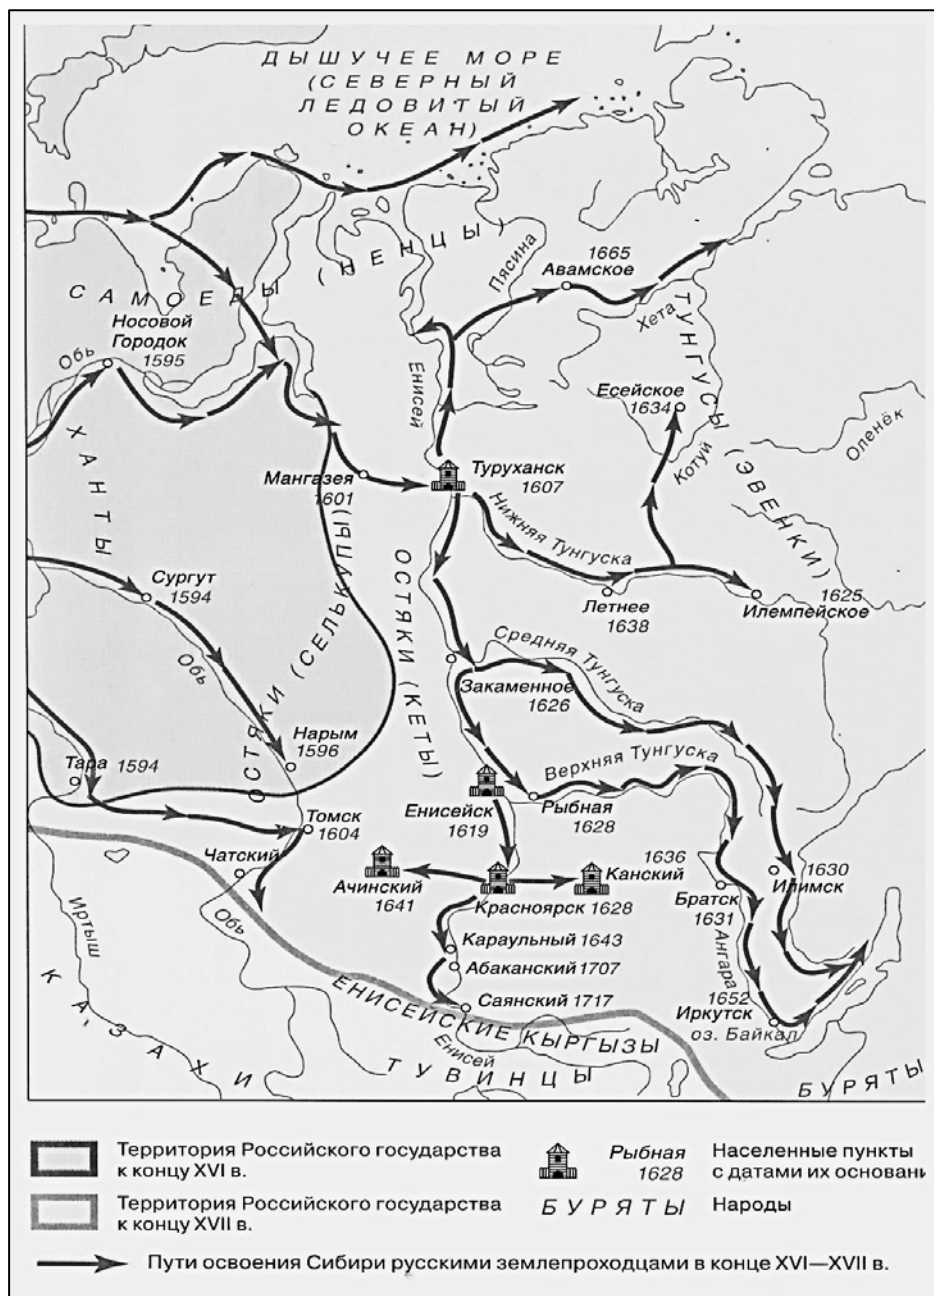 ДЫШУЧЕЕ МОРЕ
(СЕВЕРНЫЙ
ЛЕДОВИТЫЙ
ОКЕАН)
САМОЕДЫ (НЕНЦЫ)
Пясина
1665
Авамское
Хета
ТУНГУСЫ (ЭВЕНКИ)
Носовой
Городок
1595
Обь
Енисей
Есейское
1634
Котуй
Оленёк
ХАНТЫ
Мангазея
1601
Туруханск
1607
Нижняя Тунгуска
ОСТЯКИ (СЕЛЬКУПЫ)
ОСТЯКИ (КЕТЫ)
Сургут
1594
Обь
Летнее
1638
1625
Илемпейское
Средняя Тунгуска
Закаменное
1626
Нарым
1596
Тара 1594
Верхняя Тунгуска
Енисейск
1619
Рыбная
1628
Томск
1604
Чатский
Ачинский
1641
1636
Канский
1630
Илимск
Красноярск 1628
Братск
1631
Иртыш
Обь
Караульный 1643
Абаканский 1707
Ангара
Саянский 1717
1652
Иркутск
оз. Байкал
КАЗАХИ
ЕНИСЕЙСКИЕ КЫРГЫЗЫ
Енисей
ТУВИНЦЫ
БУРЯТЫ
Территория Российского государства
к концу XVI в.
Рыбная
1628
Населенные пункты
с датами их основани
Территория Российского государства
к концу XVII в.
БУРЯТЫ
Народы
Пути освоения Сибири русскими землепроходцами в конце XVI—XVII в.